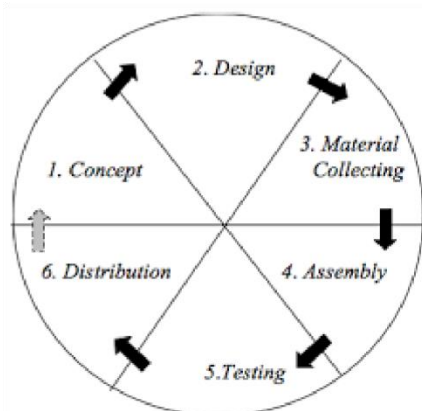 2. Design
1. Concept
3. Material
Collecting
6. Distribution
4. Assembly
5.Testing